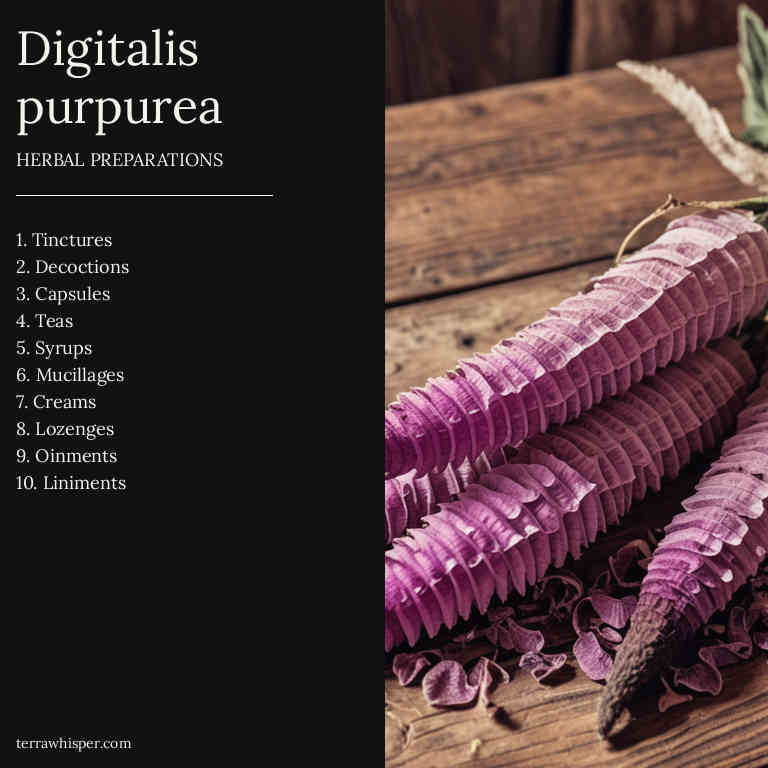 Digitalis
purpurea
HERBAL PREPARATIONS
1. Tinctures
2. Decoctions
3. Capsules
4. Teas
5. Syrups
6. Mucillages
7. Creams
8. Lozenges
9. Oinments
10. Liniments
terrawhisper.com